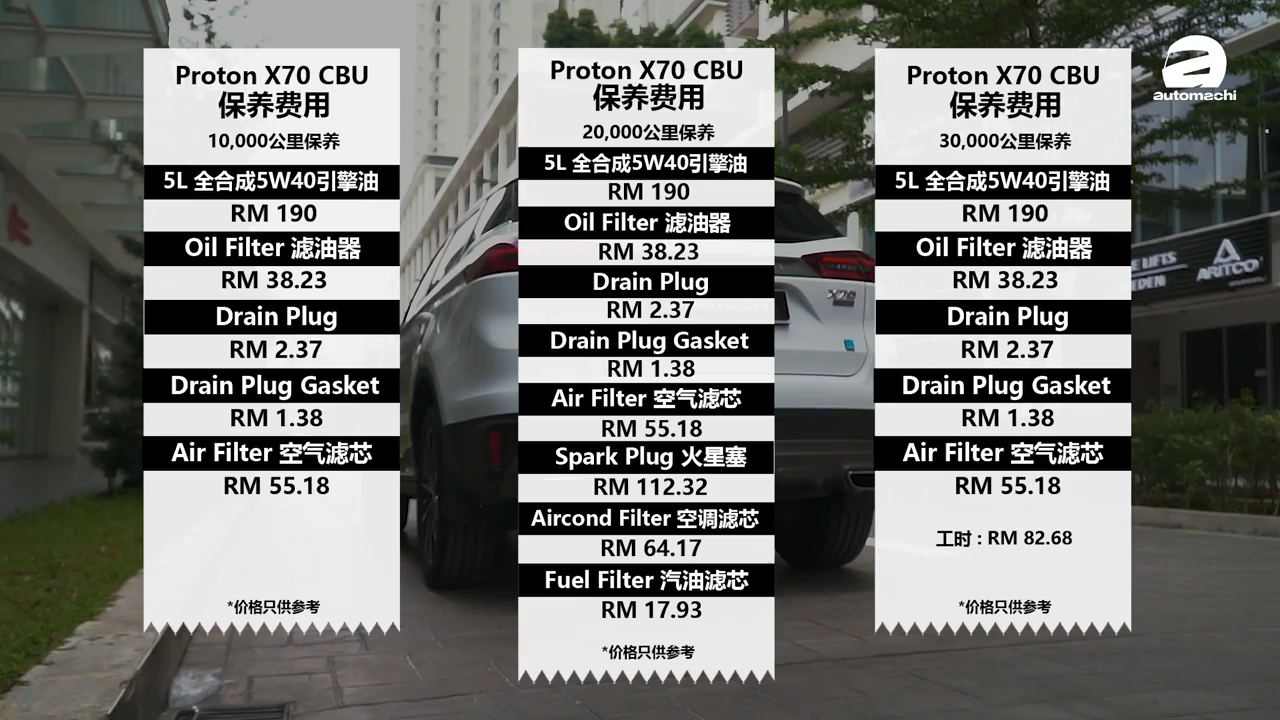 Proton X70 CBU
保养费用
10,000公里保养
5L 全合成5W40引擎油
RM 190
Oil Filter 滤油器
RM 38.23
Drain Plug
RM 2.37
Drain Plug Gasket
RM 1.38
Air Filter 空气滤芯
RM 55.18
*价格只供参考
Proton X70 CBU
保养费用
20,000公里保养
5L 全合成5W40引擎油
RM 190
Oil Filter 滤油器
RM 38.23
Drain Plug
RM 2.37
Drain Plug Gasket
RM 1.38
Air Filter 空气滤芯
RM 55.18
Spark Plug 火星塞
RM 112.32
Aircond Filter 空调滤芯
RM 64.17
Fuel Filter 汽油滤芯
RM 17.93
*价格只供参考
Proton X70 CBU
保养费用
30,000公里保养
5L 全合成5W40引擎油
RM 190
Oil Filter 滤油器
RM 38.23
Drain Plug
RM 2.37
Drain Plug Gasket
RM 1.38
Air Filter 空气滤芯
RM 55.18
工时 : RM 82.68
*价格只供参考
automachi
X70
LIFTS
ARITCO